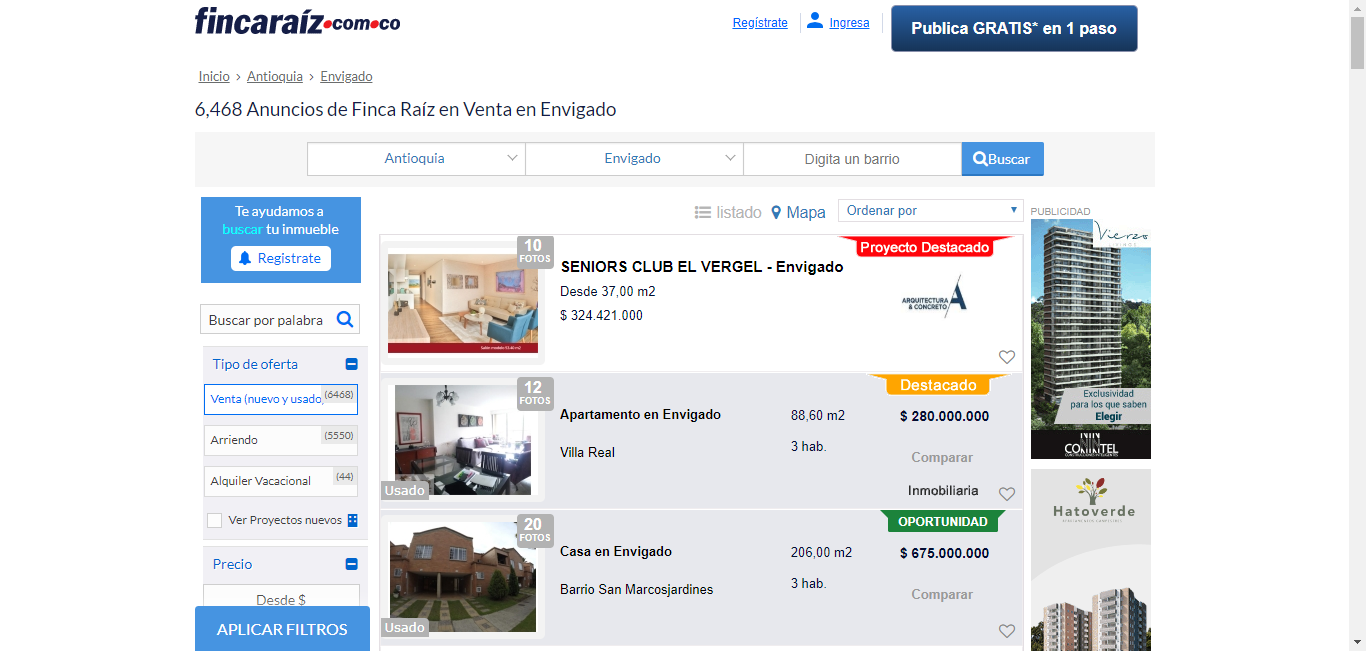 fincaraíz.com.co
Regístrate
Ingresa
Publica GRATIS* en 1 paso
Inicio › Antioquia › Envigado
6,468 Anuncios de Finca Raíz en Venta en Envigado
Antioquia
Envigado
Digita un barrio
Buscar
Te ayudamos a
buscar tu inmueble
Registrate
Buscar por palabra
Tipo de oferta
Venta (nuevo y usado)
(6468)
Arriendo
(5550)
Alquiler Vacacional
(44)
Ver Proyectos nuevos
Precio
Desde $
APLICAR FILTROS
listado
Mapa
Ordenar por
10
FOTOS
SENIORS CLUB EL VERGEL - Envigado
Desde 37,00 m2
$ 324.421.000
Proyecto Destacado
ARQUITECTURA
& CONCRETO
12
FOTOS
Usado
Apartamento en Envigado
Villa Real
88,60 m2
3 hab.
Destacado
$ 280.000.000
Comparar
Inmobiliaria
20
FOTOS
Usado
Casa en Envigado
Barrio San Marcosjardines
206,00 m2
3 hab.
OPORTUNIDAD
$ 675.000.000
Comparar
PUBLICIDAD
Vierzo
Exclusividad
para los que saben
Elegir
CONINTEL
CONSTRUCCIONES INTELIGENTES
Hatoverde